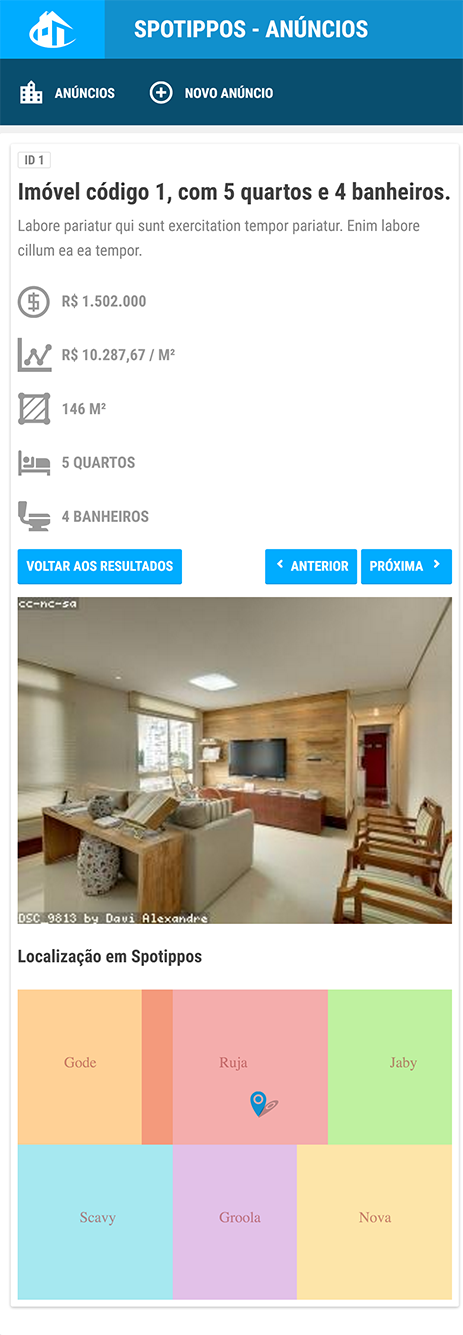 SPOTIPPOS - ANÚNCIOS
ANÚNCIOS
NOVO ANÚNCIO
ID 1
Imóvel código 1, com 5 quartos e 4 banheiros.
Labore pariatur qui sunt exercitation tempor pariatur. Enim labore
cillum ea ea tempor.
R$ 1.502.000
R$ 10.287,67 / M²
146 M²
5 QUARTOS
4 BANHEIROS
VOLTAR AOS RESULTADOS
ANTERIOR
PRÓXIMA
cc-nc-sa
DSC_9813 by Davi Alexandre
Localização em Spotippos
Gode
Ruja
Jaby
Scavy
Groola
Nova